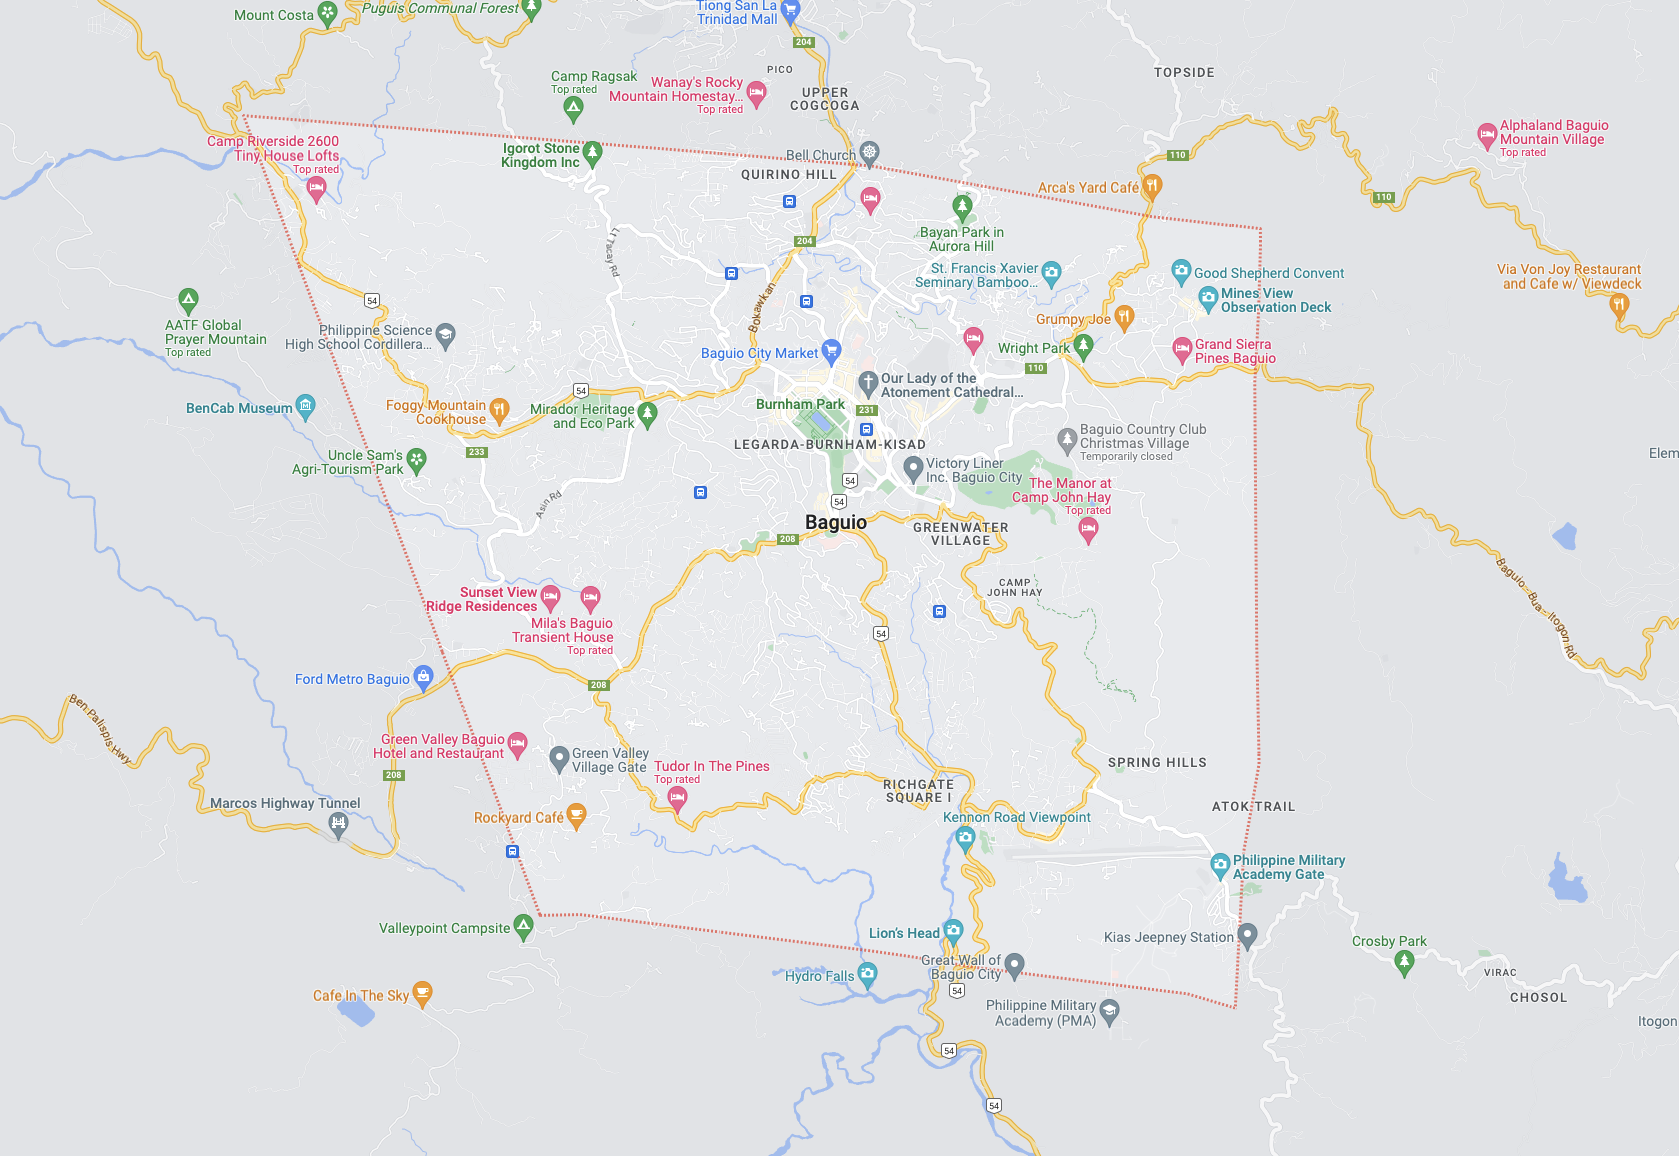 Mount Costa
Puguis Communal Forest
Tiong San La
Trinidad Mall
204
PICO
TOPSIDE
Camp Ragsak
Top rated
Wanay's Rocky
Mountain Homestay...
Top rated
UPPER
COGCOGA
Alphaland Baguio
Mountain Village
Top rated
Camp Riverside 2600
Tiny House Lofts
Top rated
Igorot Stone
Kingdom Inc
Bell Church
110
QUIRINO HILL
Arca's Yard Café
110
Bayan Park in
Aurora Hill
Lt Tacay Rd
204
St. Francis Xavier
Seminary Bamboo...
Good Shepherd Convent
Mines View
Observation Deck
Via Von Joy Restaurant
and Cafe w/ Viewdeck
54
AATF Global
Prayer Mountain
Top rated
Philippine Science
High School Cordillera...
Bokawkan
Grumpy Joe
Baguio City Market
Wright Park
Grand Sierra
Pines Baguio
110
54
Our Lady of the
Atonement Cathedral...
BenCab Museum
Foggy Mountain
Cookhouse
Mirador Heritage
and Eco Park
Burnham Park
231
LEGARDA-BURNHAM-KISAD
Baguio Country Club
Christmas Village
Temporarily closed
233
Uncle Sam's
Agri-Tourism Park
Elem
Victory Liner
Inc. Baguio City
54
The Manor at
Camp John Hay
Top rated
Asin Rd
54
Baguio
GREENWATER
VILLAGE
208
Baguio - Bua - Itogon Rd
CAMP
JOHN HAY
Sunset View
Ridge Residences
Mila's Baguio
Transient House
Top rated
54
Ford Metro Baguio
208
Ben Palispis Hwy
Green Valley Baguio
Hotel and Restaurant
Green Valley
Village Gate
Tudor In The Pines
Top rated
208
SPRING HILLS
RICHGATE
SQUARE I
Marcos Highway Tunnel
ATOK TRAIL
Rockyard Café
Kennon Road Viewpoint
Philippine Military
Academy Gate
Valleypoint Campsite
Lion's Head
Kias Jeepney Station
Crosby Park
Great Wall of
Baguio City
Hydro Falls
VIRAC
54
Cafe In The Sky
CHOSOL
Philippine Military
Academy (PMA)
Itogon
54
54